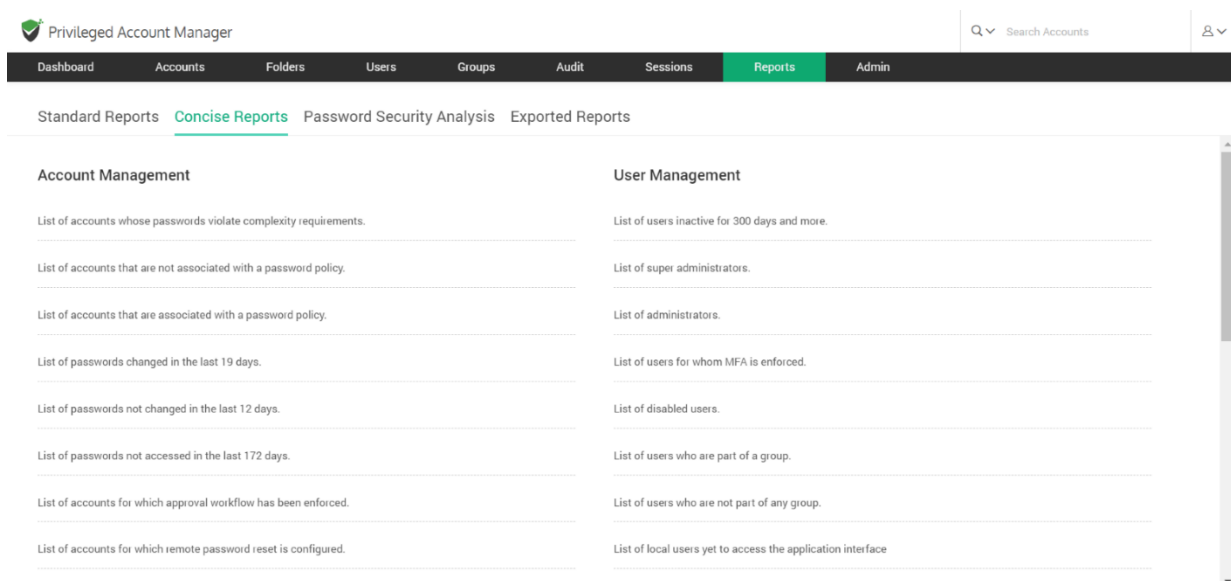 Privileged Account Manager
Search Accounts
Dashboard Accounts Folders Users Groups Audit Sessions Reports Admin
Standard Reports Concise Reports Password Security Analysis Exported Reports
Account Management
List of accounts whose passwords violate complexity requirements.
List of accounts that are not associated with a password policy.
List of accounts that are associated with a password policy.
List of passwords changed in the last 19 days.
List of passwords not changed in the last 12 days.
List of passwords not accessed in the last 172 days.
List of accounts for which approval workflow has been enforced.
List of accounts for which remote password reset is configured.
User Management
List of users inactive for 300 days and more.
List of super administrators.
List of administrators.
List of users for whom MFA is enforced.
List of disabled users.
List of users who are part of a group.
List of users who are not part of any group.
List of local users yet to access the application interface